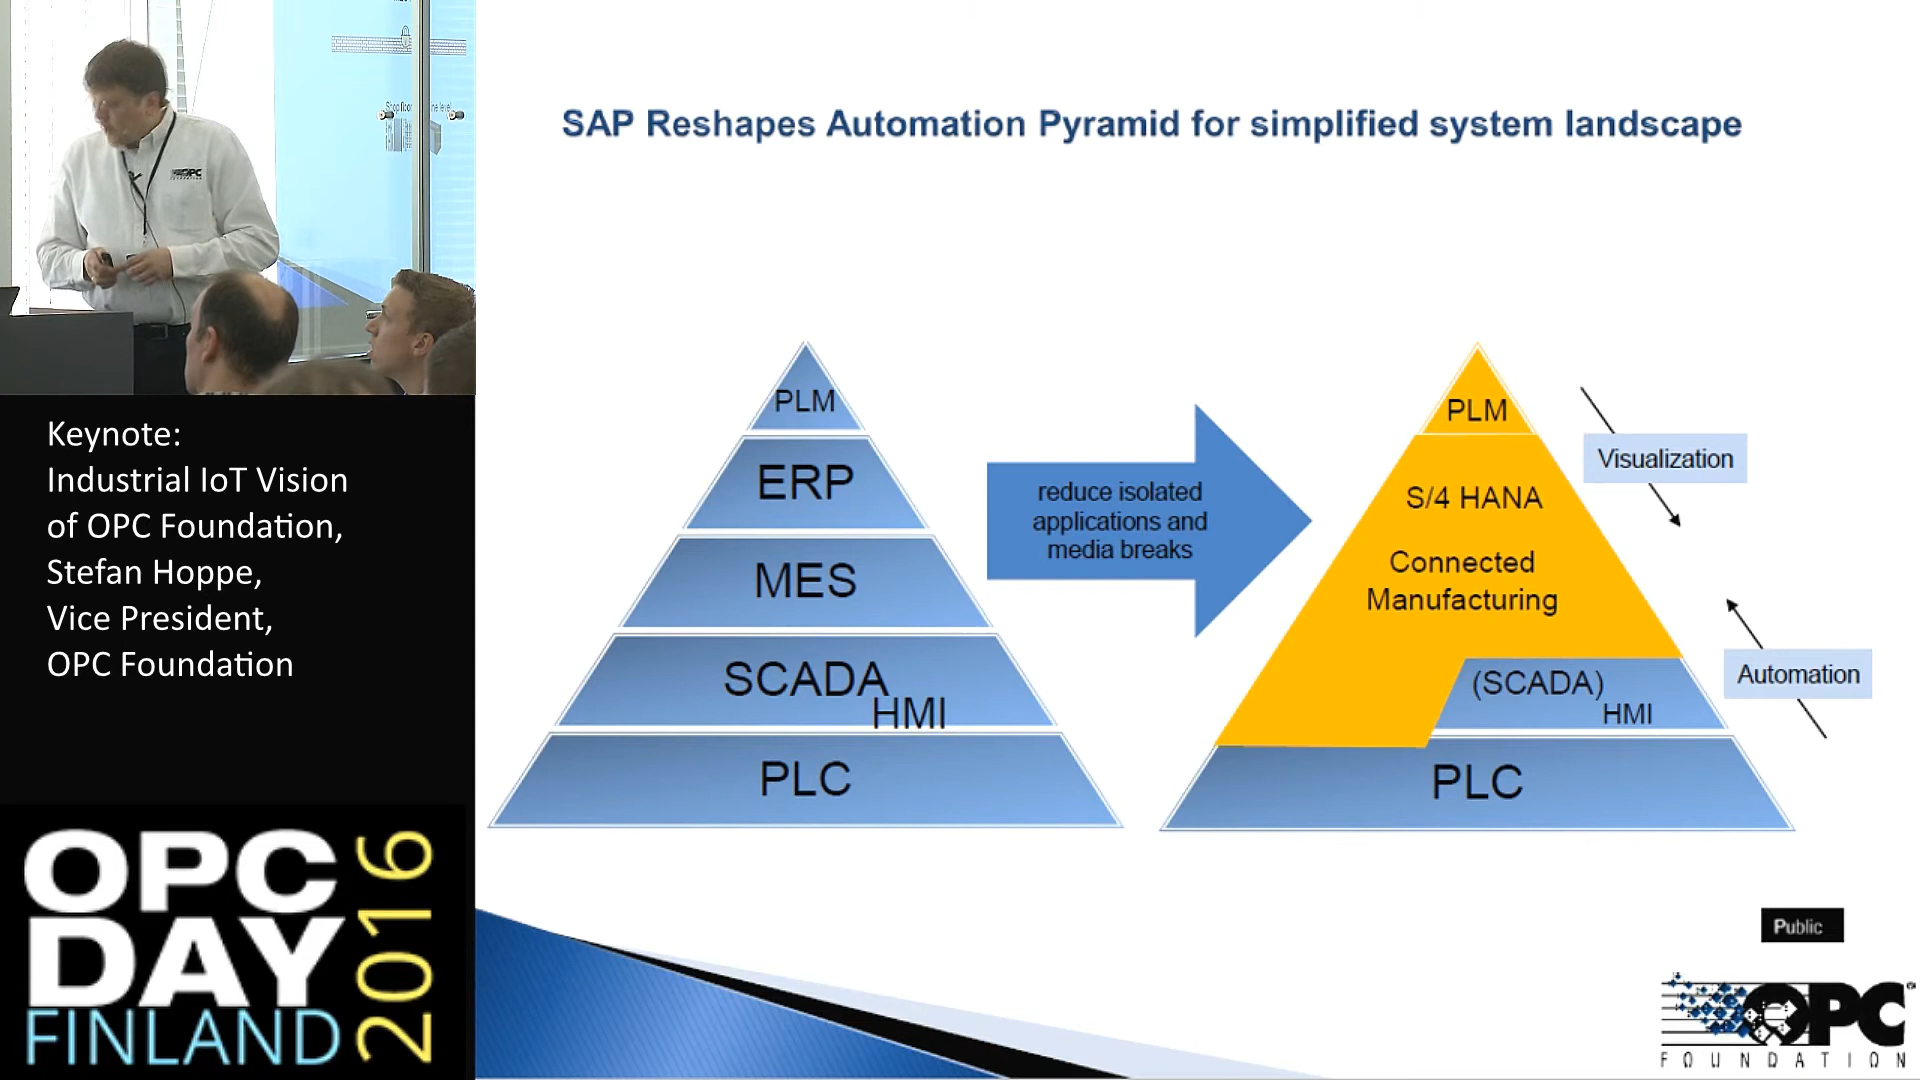 SAP Reshapes Automation Pyramid for simplified system landscape
OPC
Keynote:
Industrial IoT Vision
of OPC Foundation,
Stefan Hoppe,
Vice President,
OPC Foundation
OPC
DAY
FINLAND
2016
PLM
ERP
MES
SCADA
HMI
PLC
reduce isolated
applications and
media breaks
PLM
S/4 HANA
Connected
Manufacturing
(SCADA)
HMI
PLC
Visualization
Automation
Public
OPC
FOUNDATION